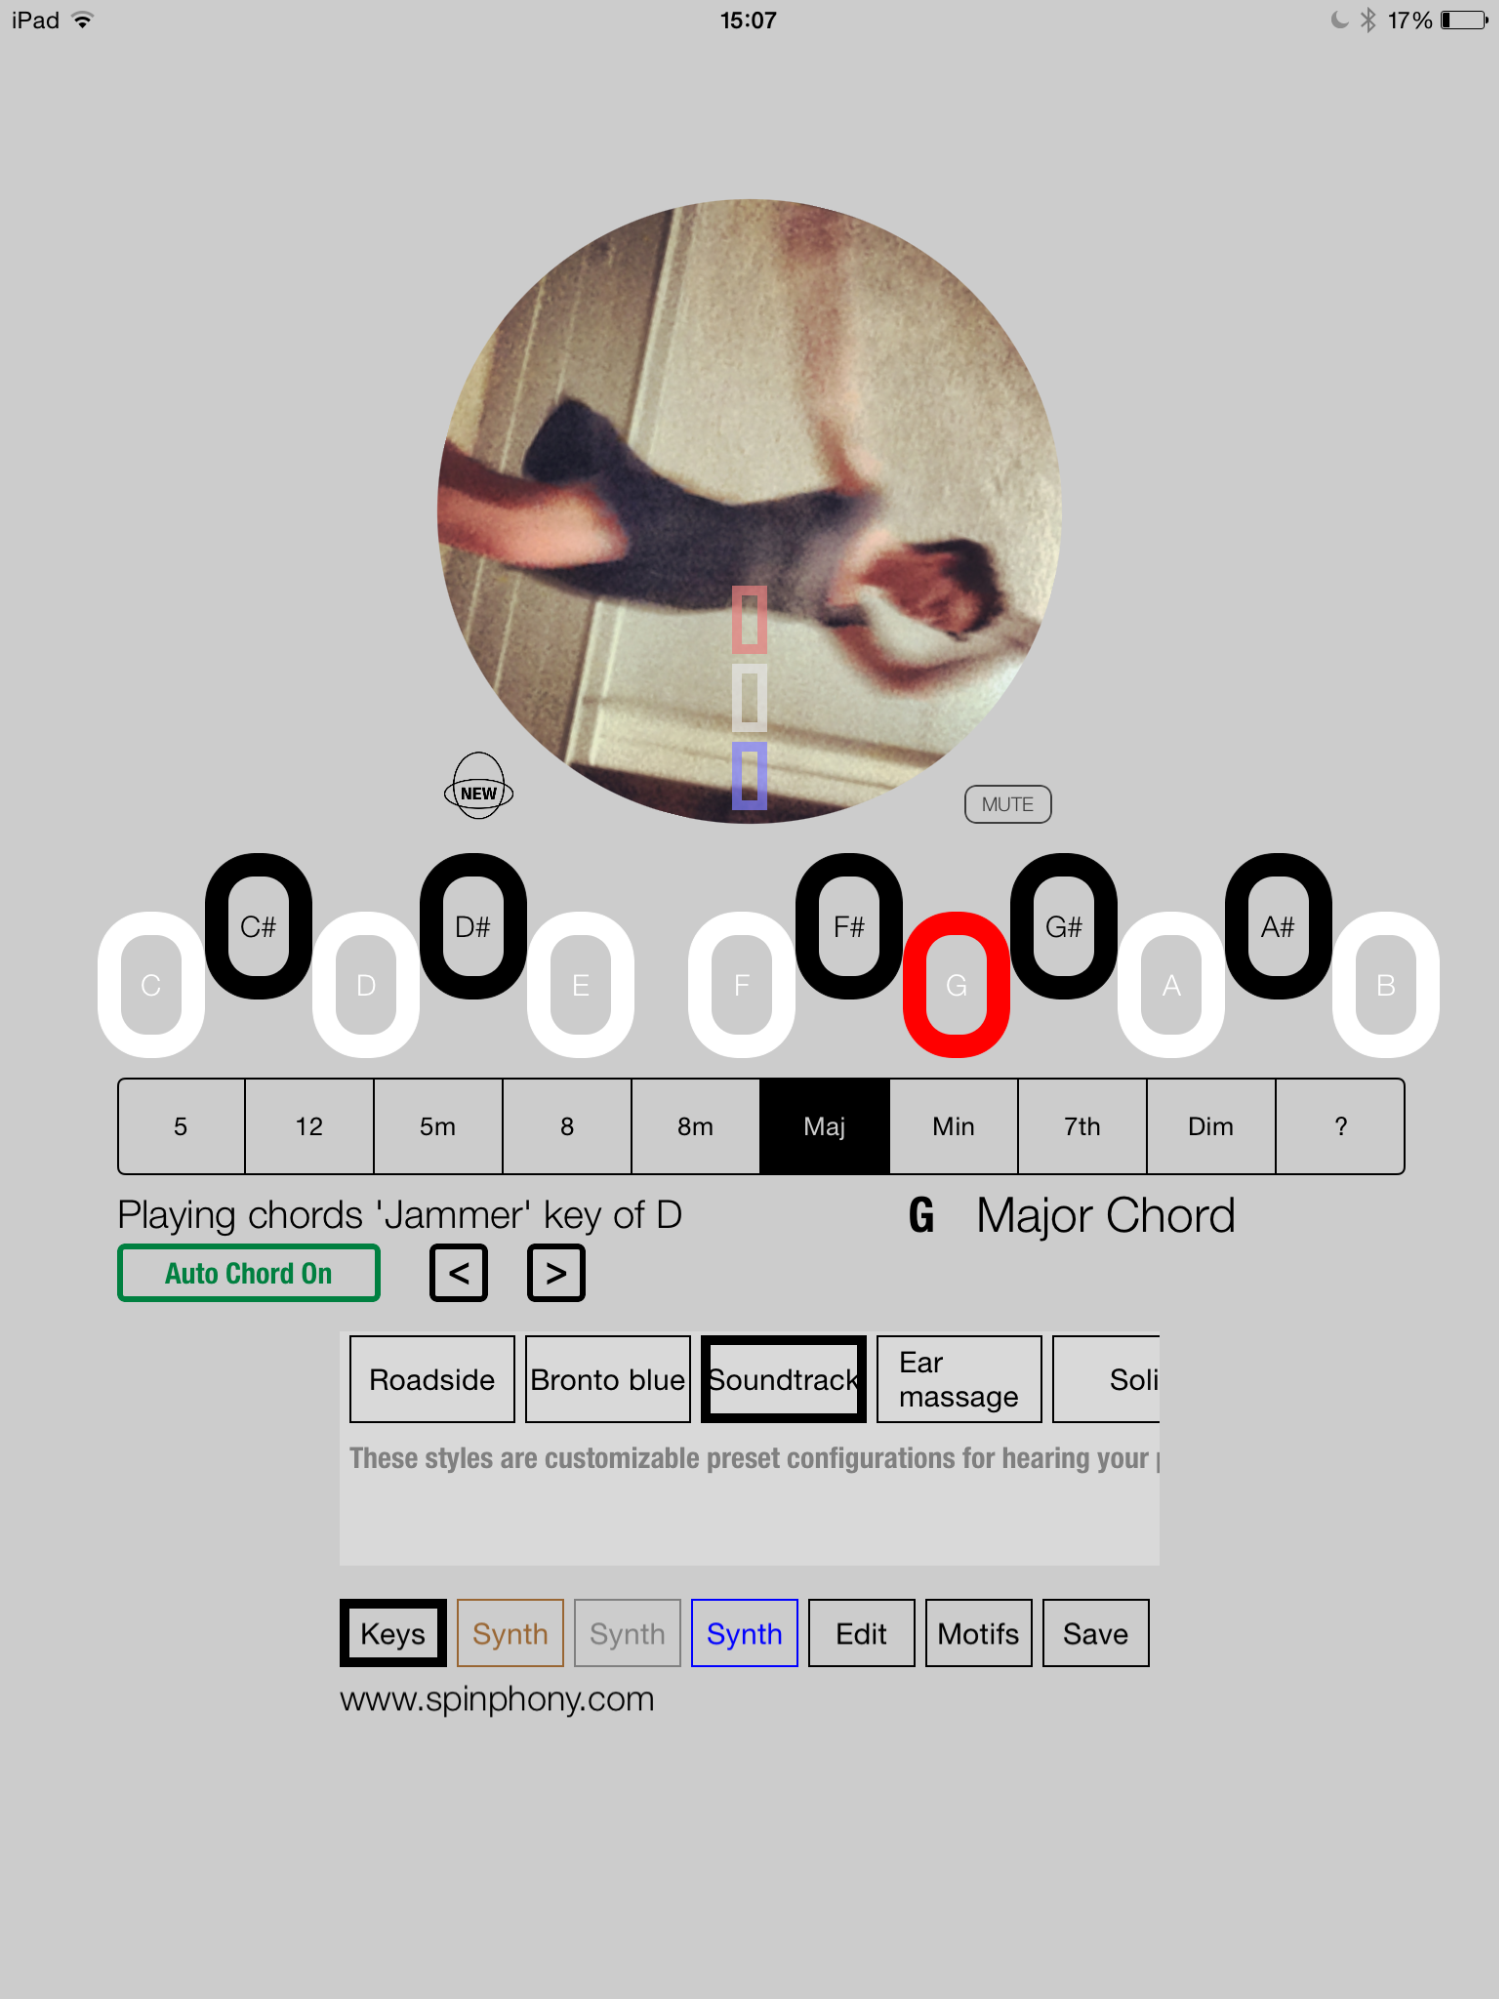 iPad 15:07 17%
NEW
MUTE
C# D# F# G# A#
C D E F G A B
5 12 5m 8 8m Maj Min 7th Dim ?
Playing chords 'Jammer' key of D G Major Chord
Auto Chord On < >
Roadside Bronto blue Soundtrack Ear massage Soli
These styles are customizable preset configurations for hearing your
Keys Synth Synth Synth Edit Motifs Save
www.spinphony.com